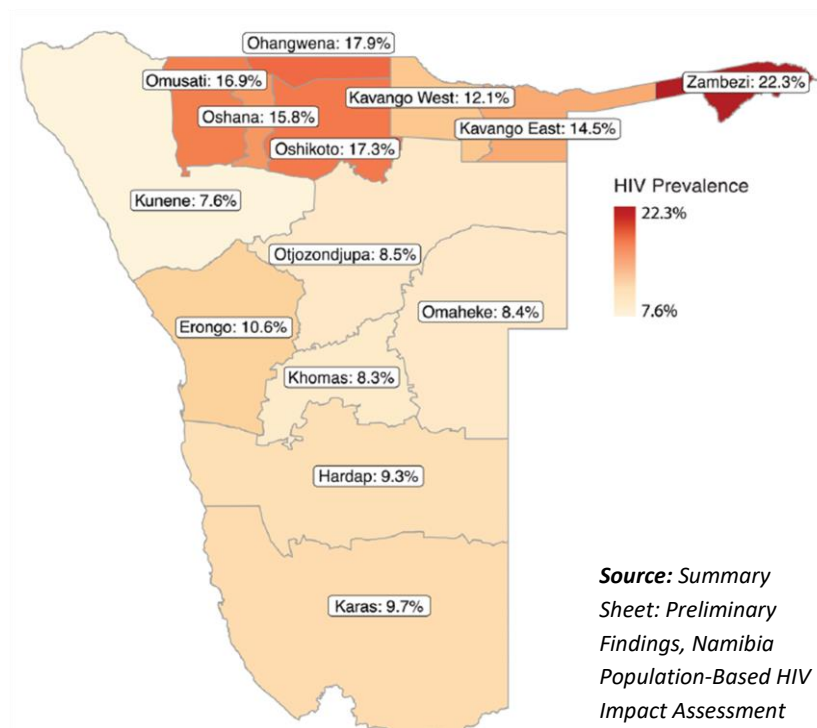 Ohangwena: 17.9%
Omusati: 16.9%
Zambezi: 22.3%
Kavango West: 12.1%
Oshana: 15.8%
Kavango East: 14.5%
Oshikoto: 17.3%
HIV Prevalence
22.3%
7.6%
Kunene: 7.6%
Otjozondjupa: 8.5%
Omaheke: 8.4%
Erongo: 10.6%
Khomas: 8.3%
Hardap: 9.3%
Karas: 9.7%
Source: Summary
Sheet: Preliminary
Findings, Namibia
Population-Based HIV
Impact Assessment